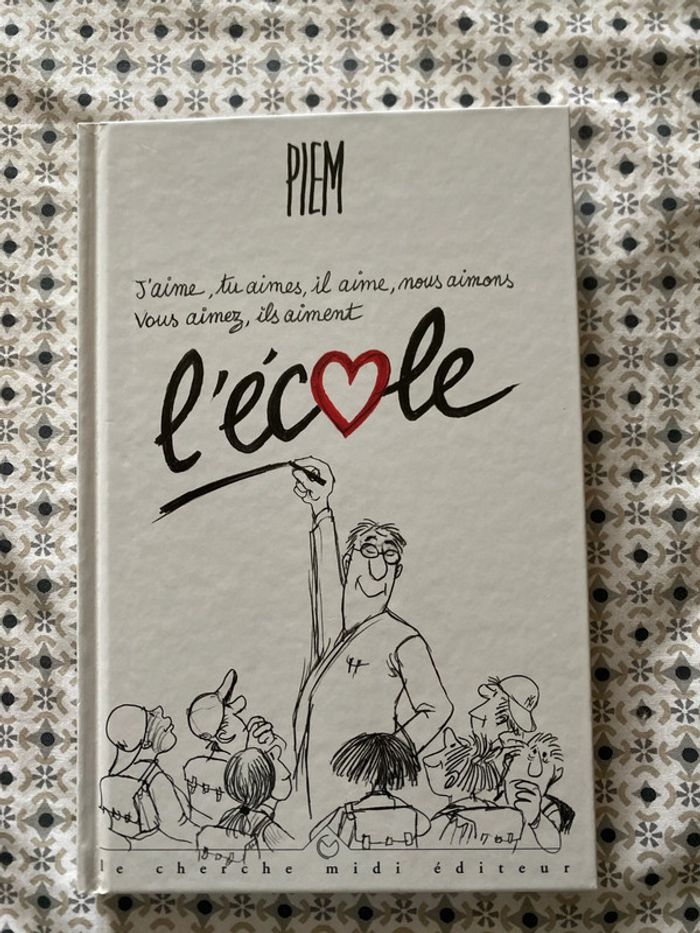 PIEM
J'aime, tu aimes, il aime, nous aimons
vous aimez, ils aiment
l'école
le cherche midi éditeur